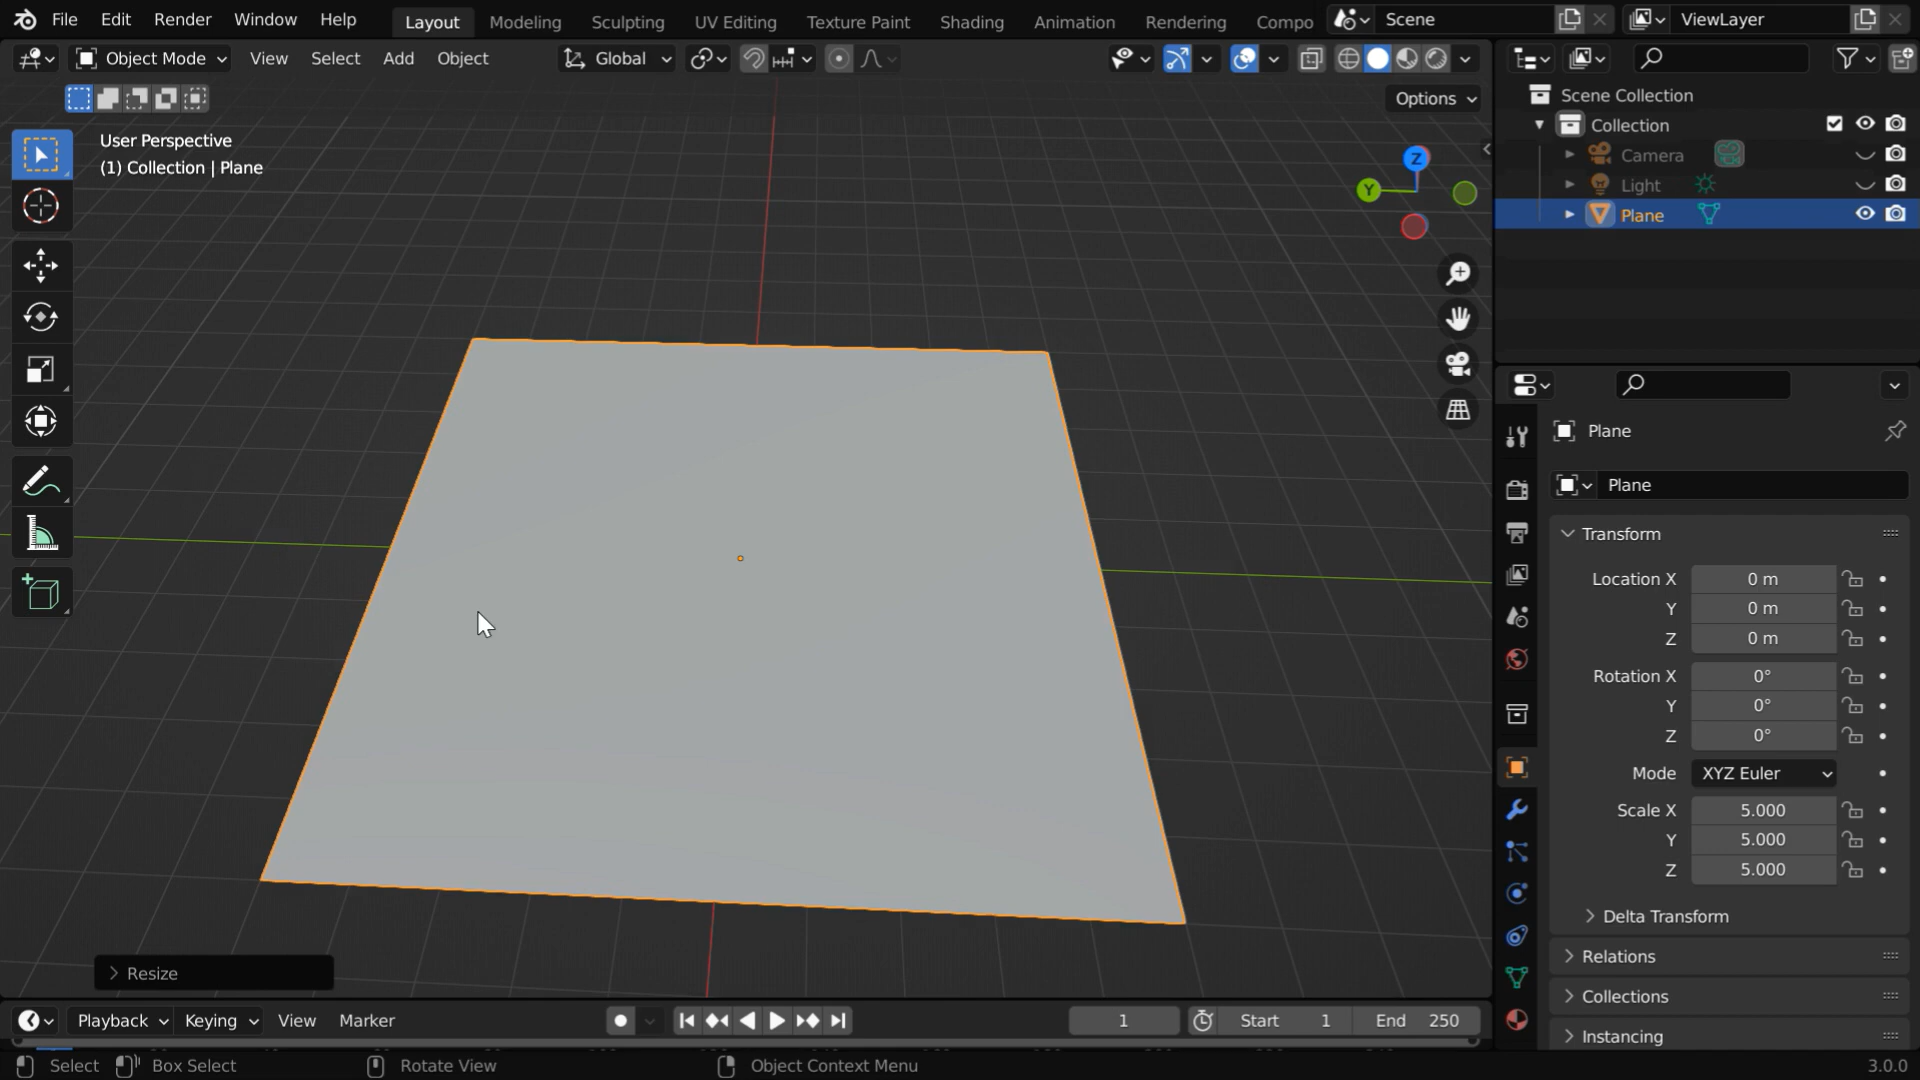 File Edit Render Window Help Layout Modeling Sculpting UV Editing Texture Paint Shading Animation Rendering Compo Scene ViewLayer
Object Mode View Select Add Object Global
Options
User Perspective
(1) Collection | Plane
Z
Y
Resize
Scene Collection
Collection
Camera
Light
Plane
Plane
Plane
Transform
Location X 0 m
Y 0 m
Z 0 m
Rotation X 0°
Y 0°
Z 0°
Mode XYZ Euler
Scale X 5.000
Y 5.000
Z 5.000
Delta Transform
Relations
Collections
Instancing
Playback Keying View Marker 1 Start 1 End 250
Select Box Select Rotate View Object Context Menu 3.0.0